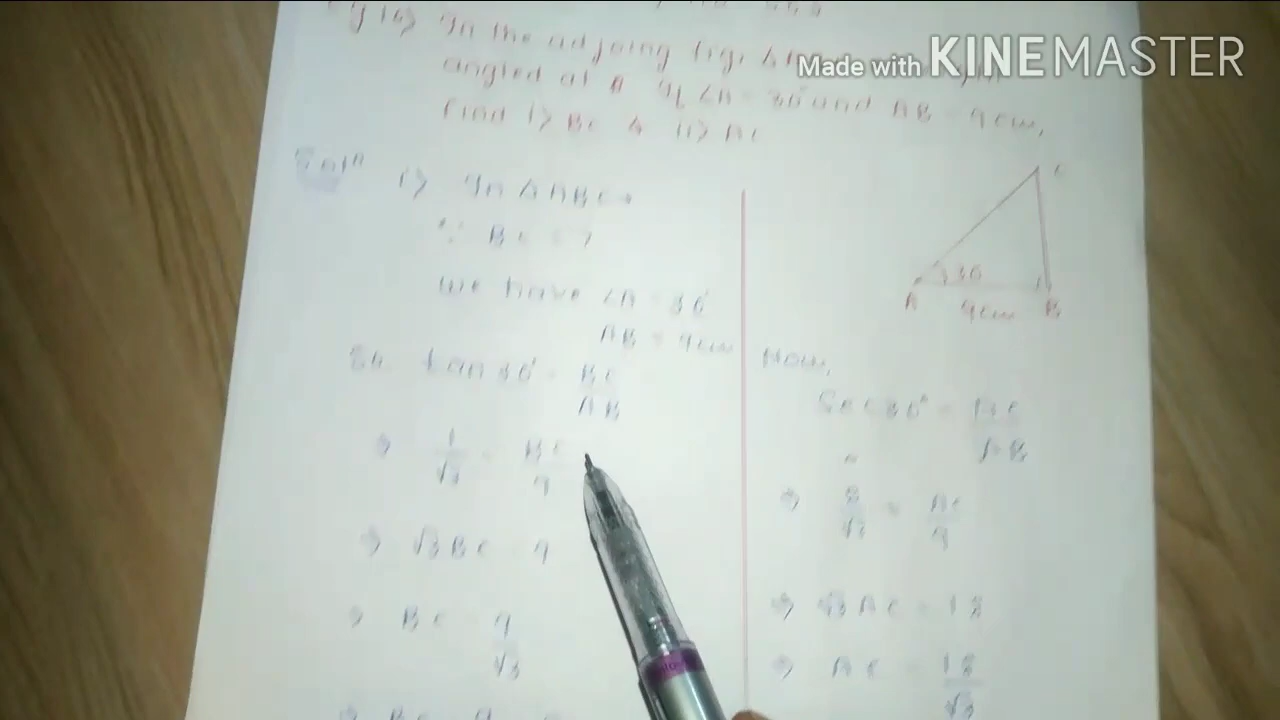 Made with KINEMASTER
In the adjoing fig, Δ
angled at If ∠A = 30° and AB = 9cm,
Find i> BC & ii> AC
Solⁿ i> In Δ ABC,
∵ BC = ?
We have ∠A = 30°
AB = 9cm
So tan 30° = BC
AB
⇒ 1 = BC
√3 9
⇒ √3 BC = 9
⇒ BC = 9
√3
⇒ BC = 9
C
30
A B
9cm
Now,
Sec 30° =
AB
⇒ 2 = AC
√3 9
⇒ √3 AC = 18
⇒ AC = 18
√3